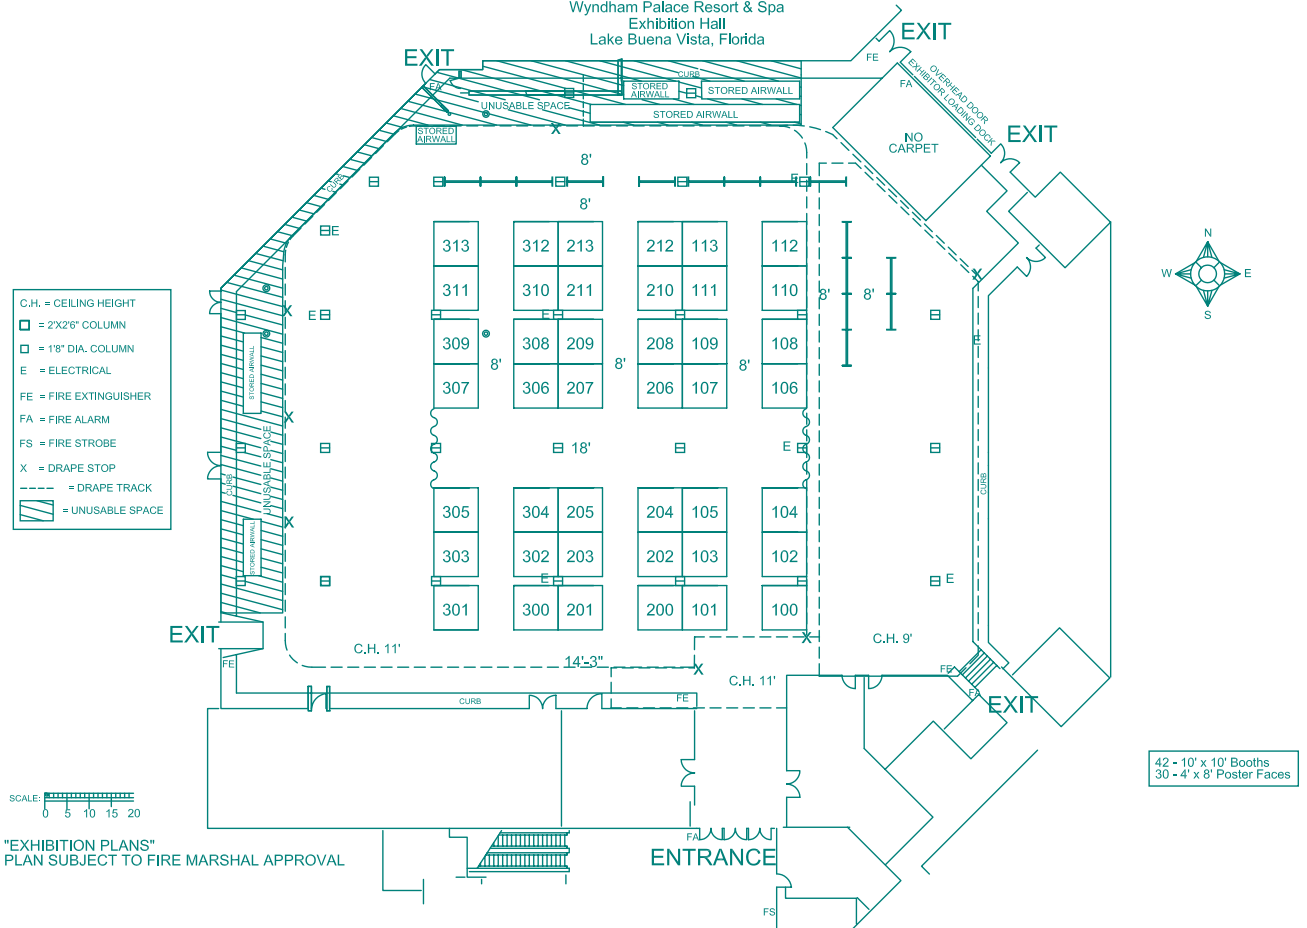 Wyndham Palace Resort & Spa
Exhibition Hall
Lake Buena Vista, Florida
EXIT
EXIT
FE
CURB
FA
UNUSABLE SPACE
STORED
AIRWALL
STORED AIRWALL
STORED AIRWALL
STORED
AIRWALL
X
OVERHEAD DOOR
EXHIBITOR LOADING DOCK
FA
NO
CARPET
EXIT
CURB
8'
E
8'
E
313
312
213
212
113
112
N
W
E
S
X
311
310
211
210
111
110
8'
8'
X
E
E
C.H. = CEILING HEIGHT
= 2'X2'6" COLUMN
= 1'8" DIA. COLUMN
E = ELECTRICAL
FE = FIRE EXTINGUISHER
FA = FIRE ALARM
FS = FIRE STROBE
X = DRAPE STOP
= DRAPE TRACK
= UNUSABLE SPACE
309
308
209
208
109
108
E
STORED AIRWALL
8'
8'
8'
307
306
207
206
107
106
X
18'
E
UNUSABLE SPACE
CURB
CURB
305
304
205
204
105
104
X
STORED AIRWALL
303
302
203
202
103
102
E
E
301
300
201
200
101
100
EXIT
X
C.H. 9'
C.H. 11'
14'-3"
X
C.H. 11'
FE
FE
FA
EXIT
CURB
FE
42 - 10' x 10' Booths
30 - 4' x 8' Poster Faces
SCALE:
0 5 10 15 20
"EXHIBITION PLANS"
PLAN SUBJECT TO FIRE MARSHAL APPROVAL
FA
ENTRANCE
FS